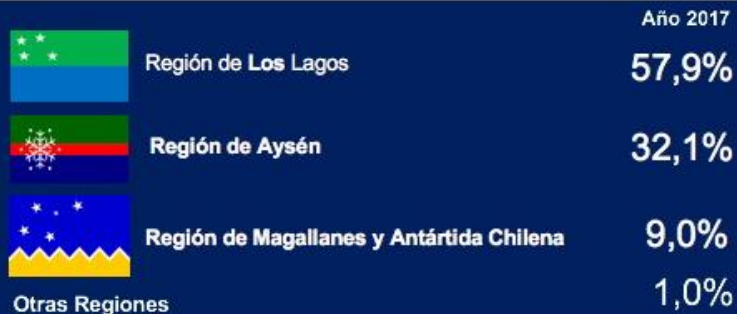 Año 2017
Región de Los Lagos 57,9%
Región de Aysén 32,1%
Región de Magallanes y Antártida Chilena 9,0%
Otras Regiones 1,0%